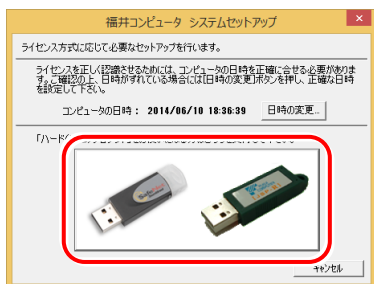 福井コンピュータ システムセットアップ
ライセンス方式に応じて必要なセットアップを行います。
ライセンスを正しく認識させるためには、コンピュータの日時を正確に合せる必要がありま
す。ご確認の上、日時がずれている場合には[日時の変更]ボタンを押し、正確な日時
を設定して下さい。
コンピュータの日時： 2014/06/10 18:36:39
日時の変更...
「ハード
キャンセル